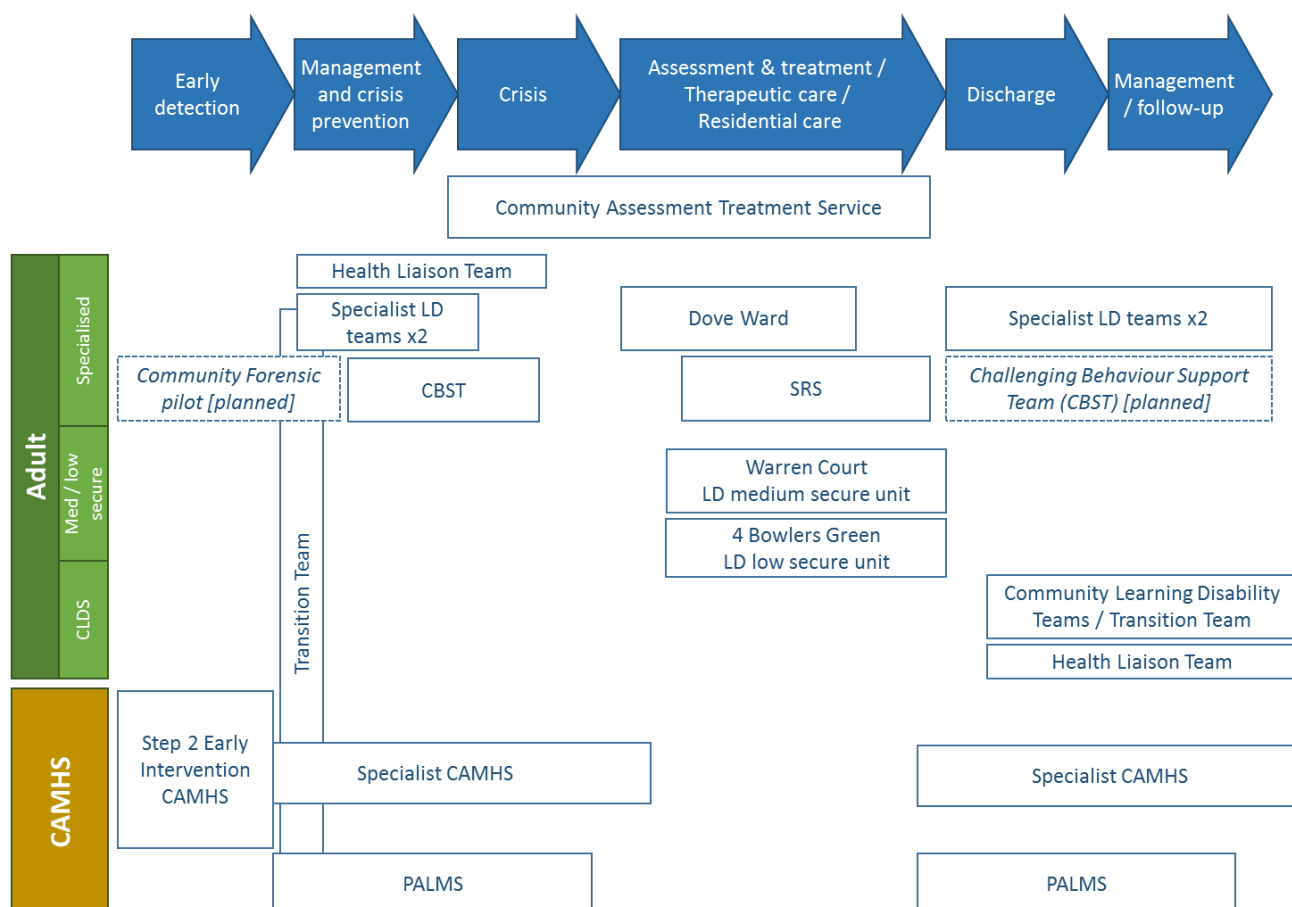 Early
detection
Management
and crisis
prevention
Crisis
Assessment & treatment /
Therapeutic care /
Residential care
Discharge
Management
/ follow-up
Community Assessment Treatment Service
Adult
Specialised
Med / low
secure
CLDS
Health Liaison Team
Specialist LD
teams x2
Dove Ward
Specialist LD teams x2
Community Forensic
pilot [planned]
CBST
SRS
Challenging Behaviour Support
Team (CBST) [planned]
Warren Court
LD medium secure unit
4 Bowlers Green
LD low secure unit
Transition Team
Community Learning Disability
Teams / Transition Team
Health Liaison Team
CAMHS
Step 2 Early
Intervention
CAMHS
Specialist CAMHS
Specialist CAMHS
PALMS
PALMS